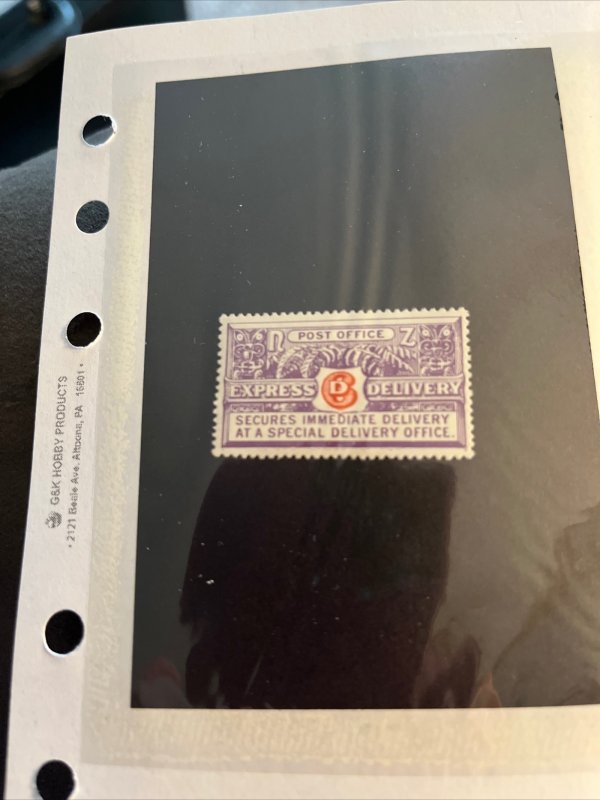 N POST OFFICE Z
EXPRESS 6D DELIVERY
SECURES IMMEDIATE DELIVERY
AT A SPECIAL DELIVERY OFFICE.
G&K HOBBY PRODUCTS
• 2121 Beale Ave. Altoona, PA 16601 •